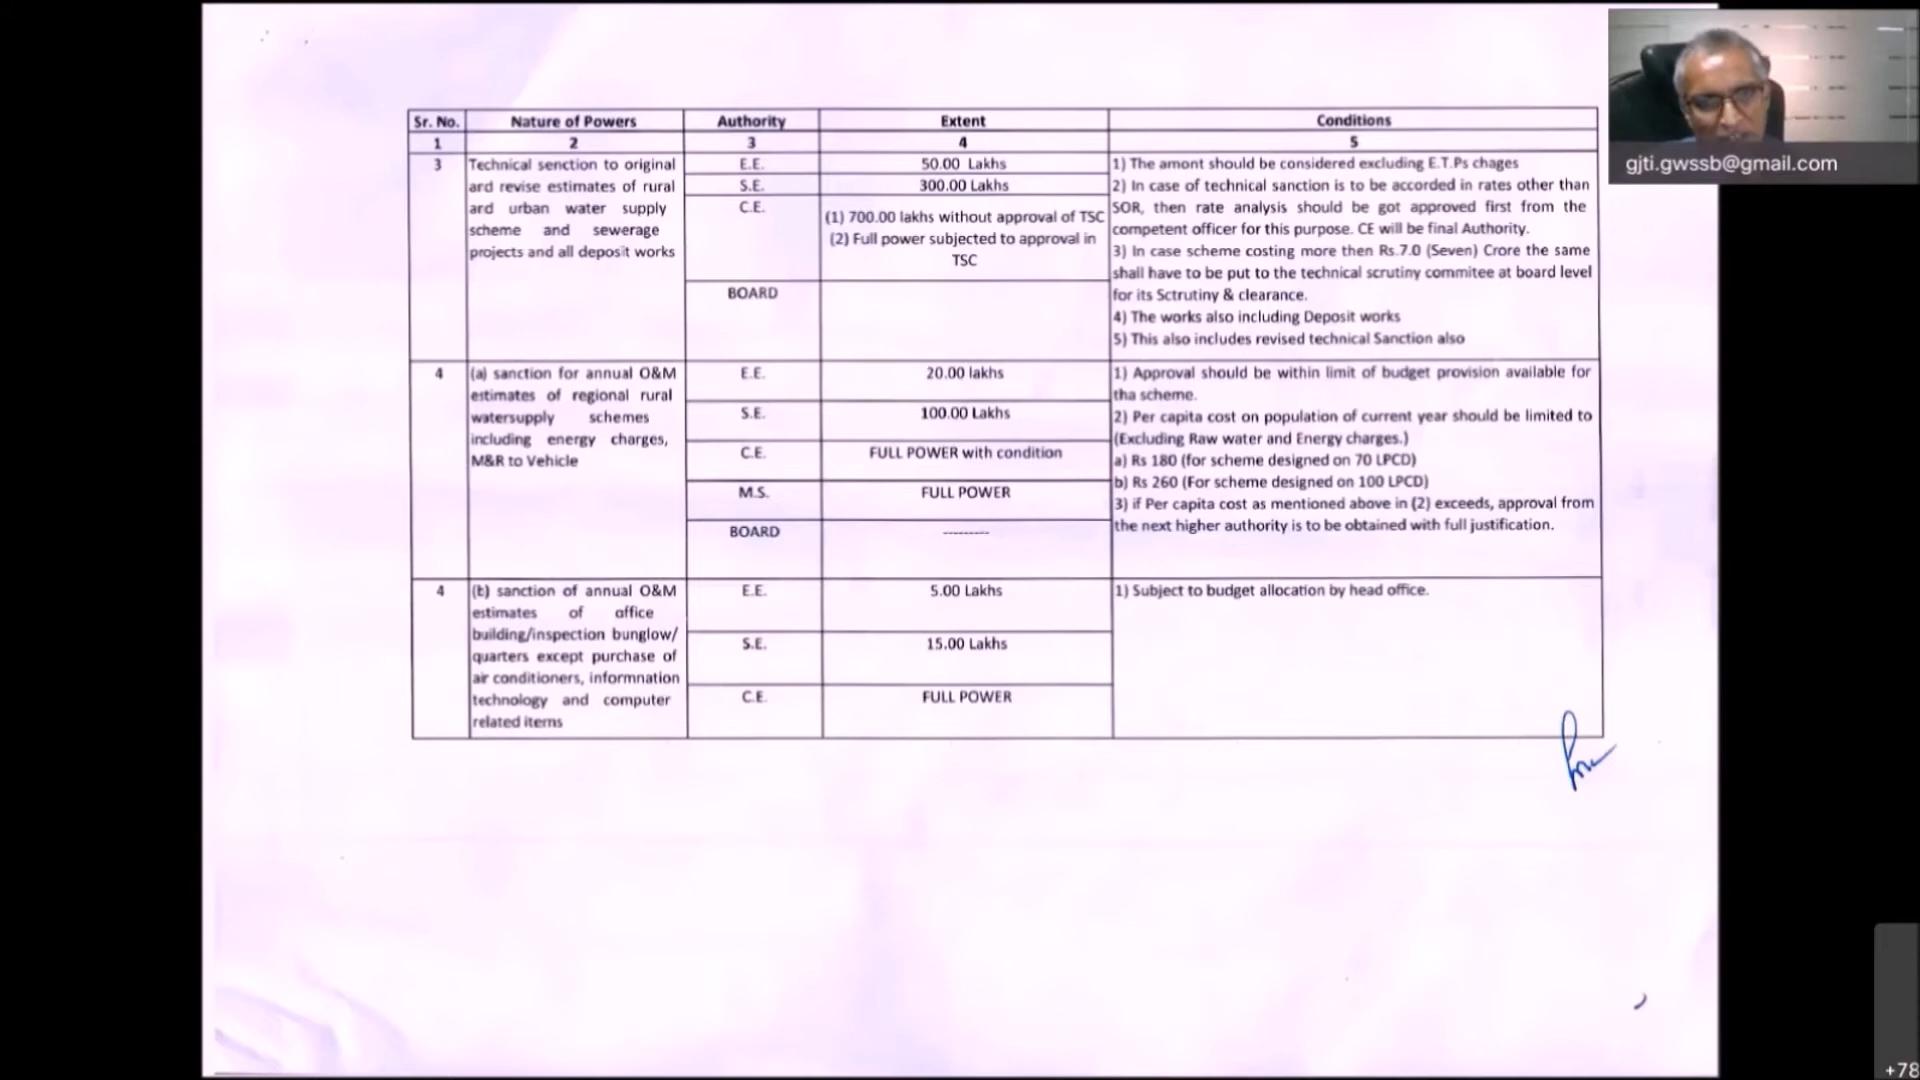 Sr. No. Nature of Powers Authority Extent Conditions
1 2 3 4 5
3
Technical senction to original
ard revise estimates of rural
ard urban water supply
scheme and sewerage
projects and all deposit works
E.E.
50.00 Lakhs
S.E.
300.00 Lakhs
C.E.
(1) 700.00 lakhs without approval of TSC
(2) Full power subjected to approval in
TSC
BOARD
1) The amont should be considered excluding E.T.Ps chages
2) In case of technical sanction is to be accorded in rates other than
SOR, then rate analysis should be got approved first from the
competent officer for this purpose. CE will be final Authority.
3) In case scheme costing more then Rs.7.0 (Seven) Crore the same
shall have to be put to the technical scrutiny commitee at board level
for its Sctrutiny & clearance.
4) The works also including Deposit works
5) This also includes revised technical Sanction also
4
(a) sanction for annual O&M
estimates of regional rural
watersupply schemes
including energy charges,
M&R to Vehicle
E.E.
20.00 lakhs
S.E.
100.00 Lakhs
C.E.
FULL POWER with condition
M.S.
FULL POWER
BOARD
---------
1) Approval should be within limit of budget provision available for
tha scheme.
2) Per capita cost on population of current year should be limited to
(Excluding Raw water and Energy charges.)
a) Rs 180 (for scheme designed on 70 LPCD)
b) Rs 260 (For scheme designed on 100 LPCD)
3) if Per capita cost as mentioned above in (2) exceeds, approval from
the next higher authority is to be obtained with full justification.
4
(b) sanction of annual O&M
estimates of office
building/inspection bunglow/
quarters except purchase of
air conditioners, informnation
technology and computer
related items
E.E.
5.00 Lakhs
S.E.
15.00 Lakhs
C.E.
FULL POWER
1) Subject to budget allocation by head office.
gjti.gwssb@gmail.com
+78